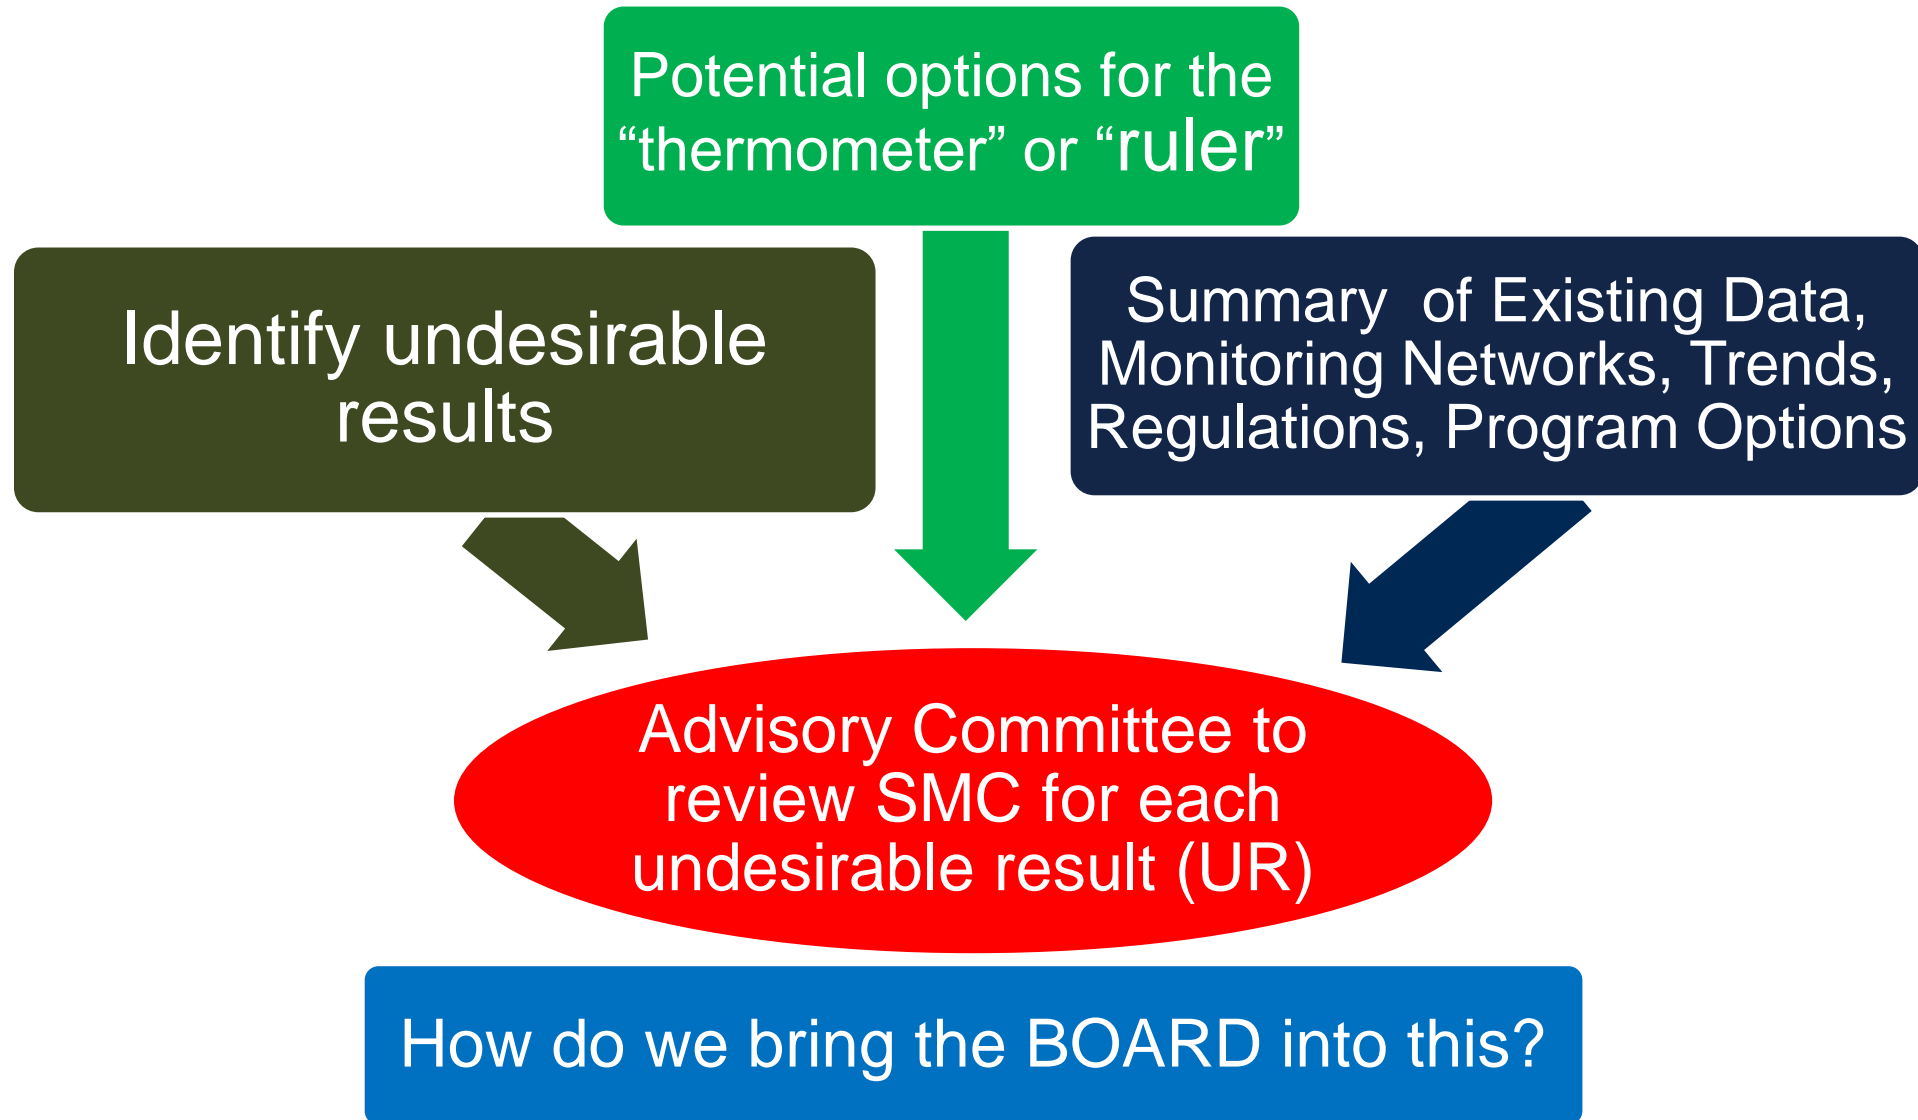 Potential options for the
“thermometer” or “ruler”
Identify undesirable
results
Summary  of Existing Data,
Monitoring Networks, Trends,
Regulations, Program Options
Advisory Committee to
review SMC for each
undesirable result (UR)
How do we bring the BOARD into this?